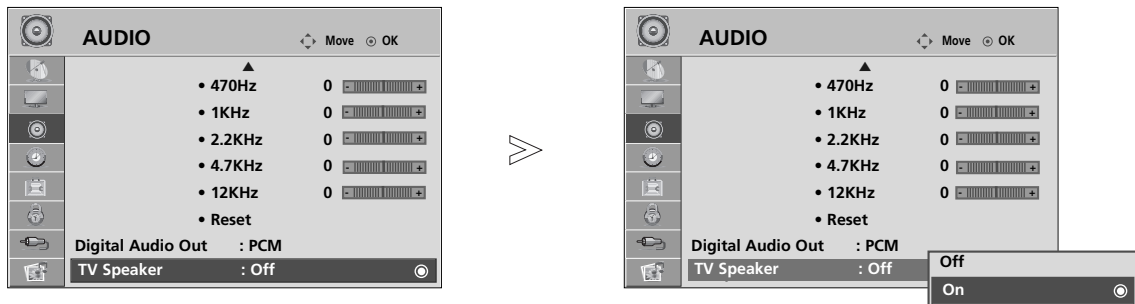 AUDIO Move OK
• 470Hz 0 - +
• 1KHz 0 - +
• 2.2KHz 0 - +
• 4.7KHz 0 - +
• 12KHz 0 - +
• Reset
Digital Audio Out : PCM
TV Speaker : Off
>
AUDIO Move OK
• 470Hz 0 - +
• 1KHz 0 - +
• 2.2KHz 0 - +
• 4.7KHz 0 - +
• 12KHz 0 - +
• Reset
Digital Audio Out : PCM
TV Speaker : Off
Off
On